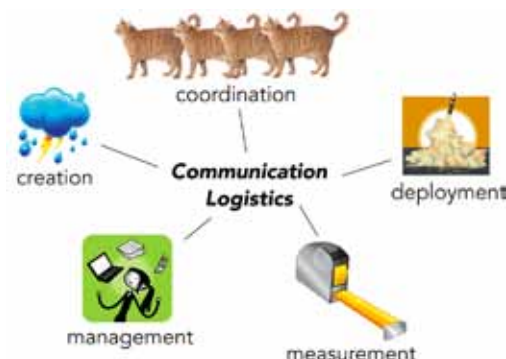 coordination
creation
Communication
Logistics
deployment
management
measurement